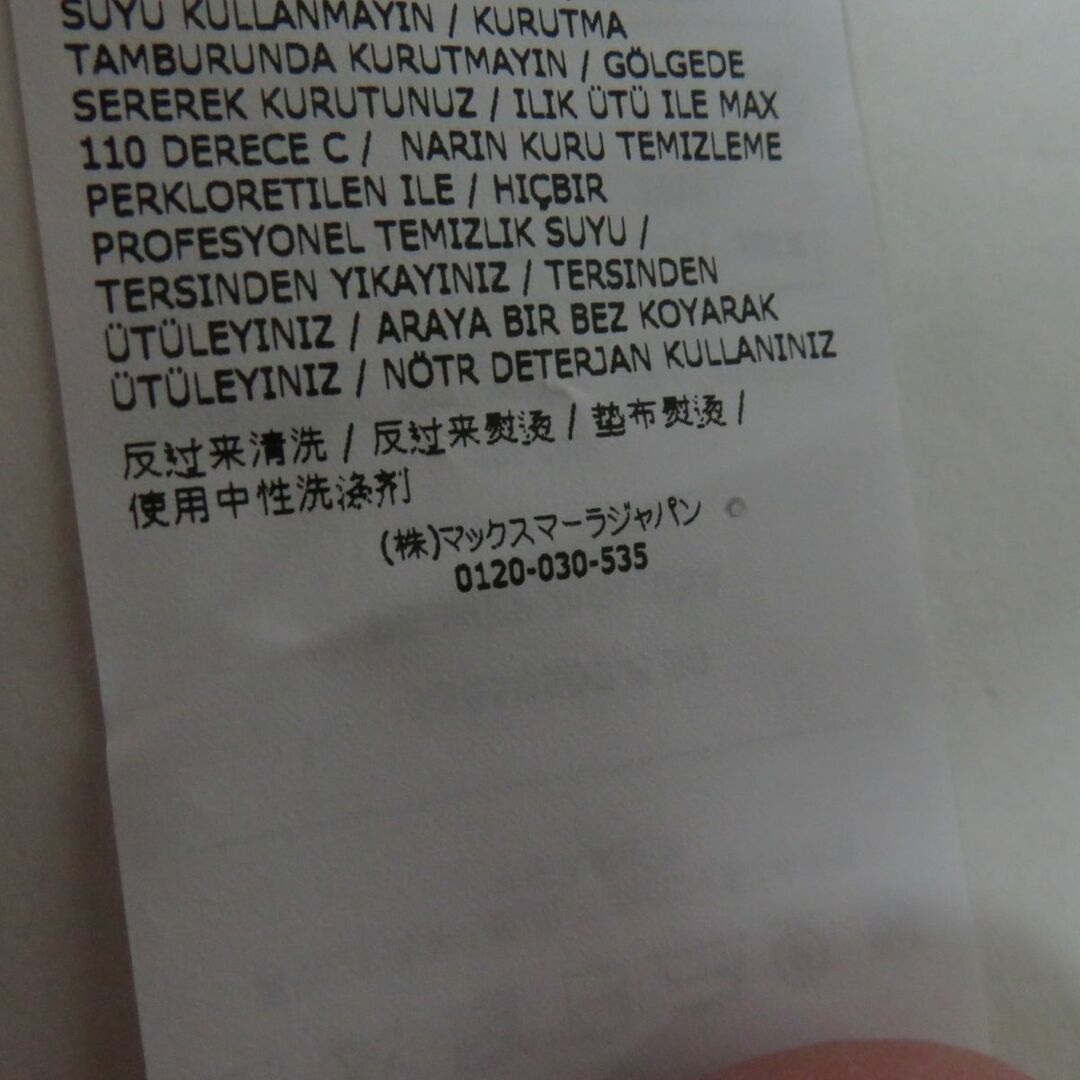 SUYU KULLANMAYIN / KURUTMA
TAMBURUNDA KURUTMAYIN / GÖLGEDE
SEREREK KURUTUNUZ / ILIK ÜTÜ ILE MAX
110 DERECE C / NARIN KURU TEMIZLEME
PERKLORETILEN ILE / HIÇBIR
PROFESYONEL TEMIZLIK SUYU /
TERSINDEN YIKAYINIZ / TERSINDEN
ÜTÜLEYINIZ / ARAYA BIR BEZ KOYARAK
ÜTÜLEYINIZ / NÖTR DETERJAN KULLANINIZ
反过来清洗 / 反过来熨烫 / 垫布熨烫 /
使用中性洗涤剂
(株)マックスマーラジャパン
0120-030-535